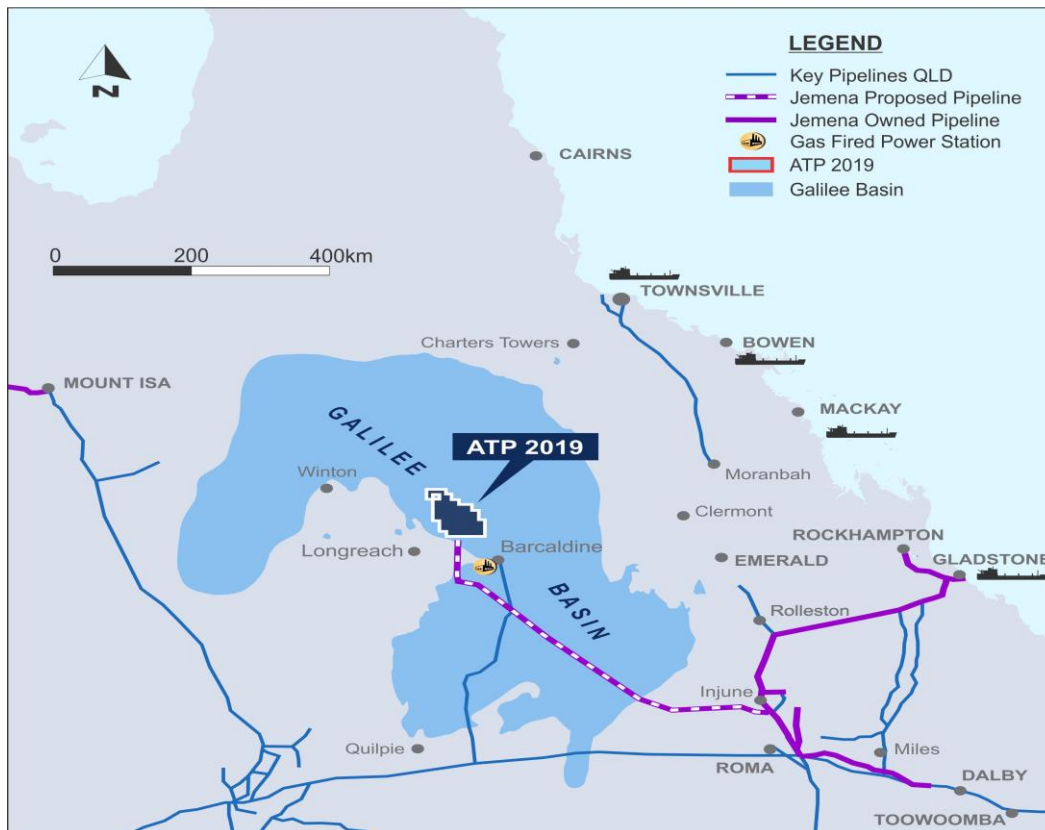 LEGEND
Key Pipelines QLD
Jemena Proposed Pipeline
Jemena Owned Pipeline
Gas Fired Power Station
ATP 2019
Galilee Basin
N
CAIRNS
0 200 400km
TOWNSVILLE
Charters Towers
BOWEN
MOUNT ISA
MACKAY
GALILEE
ATP 2019
Winton
Moranbah
Clermont
Longreach
Barcaldine
EMERALD
ROCKHAMPTON
GLADSTONE
BASIN
Rolleston
Injune
Quilpie
ROMA
Miles
DALBY
TOOWOOMBA